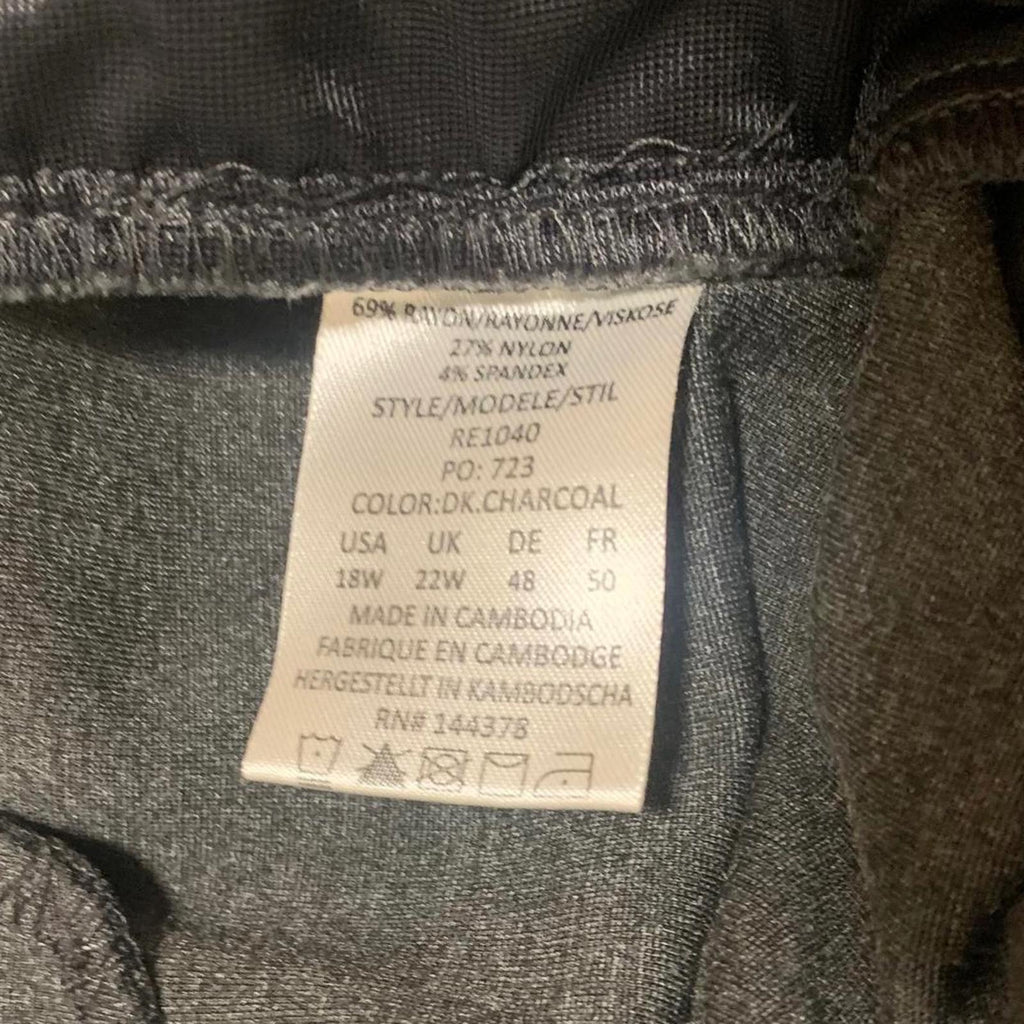 69% RAYON/RAYONNE/VISKOSE
27% NYLON
4% SPANDEX
STYLE/MODELE/STIL
RE1040
PO: 723
COLOR:DK.CHARCOAL
USA UK DE FR
18W 22W 48 50
MADE IN CAMBODIA
FABRIQUE EN CAMBODGE
HERGESTELLT IN KAMBODSCHA
RN# 144378